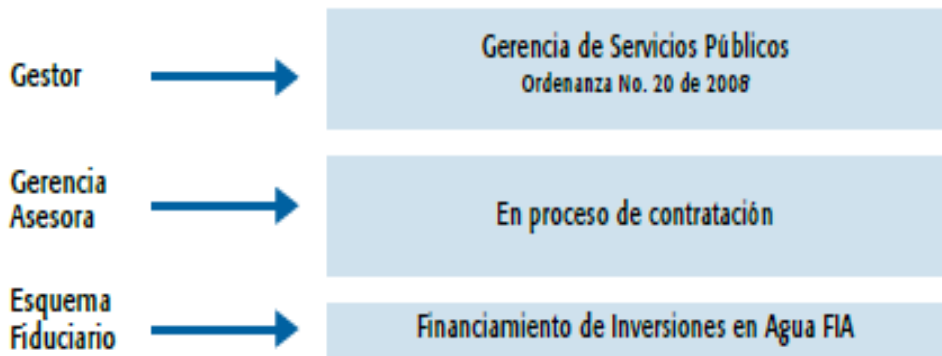 Gestor
Gerencia de Servicios Públicos
Ordenanza No. 20 de 2008
Gerencia
Asesora
En proceso de contratación
Esquema
Fiduciario
Financiamiento de Inversiones en Agua FIA